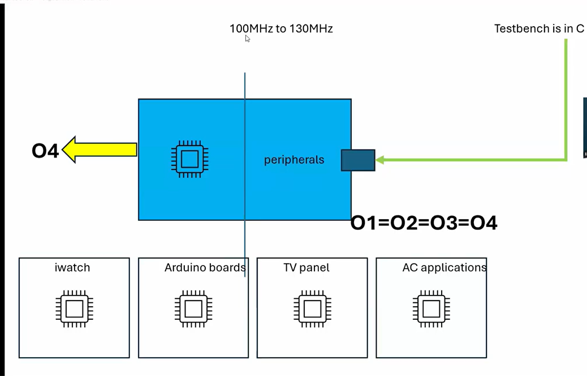 100MHz to 130MHz
Testbench is in C
O4
peripherals
O1=O2=O3=O4
iwatch
Arduino boards
TV panel
AC applications